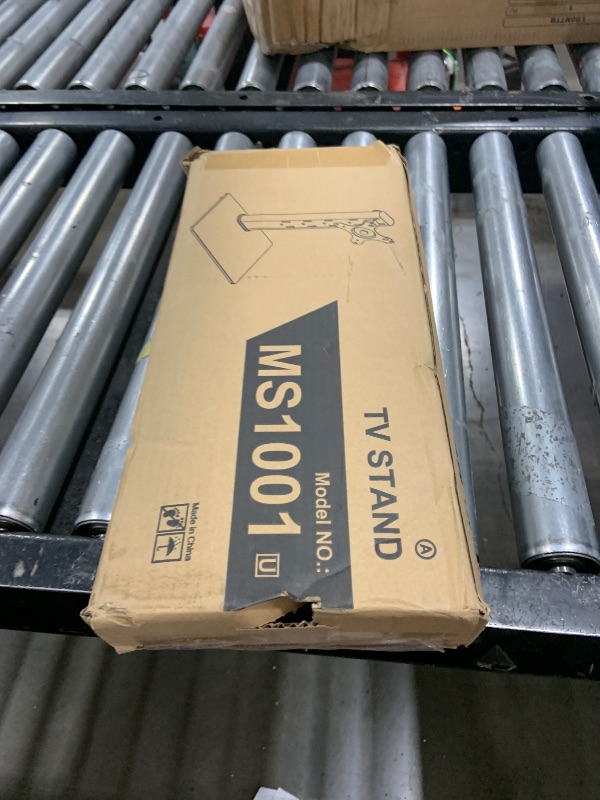 TV STAND
Ⓐ
Model NO.:
MS1001
U
Made in China